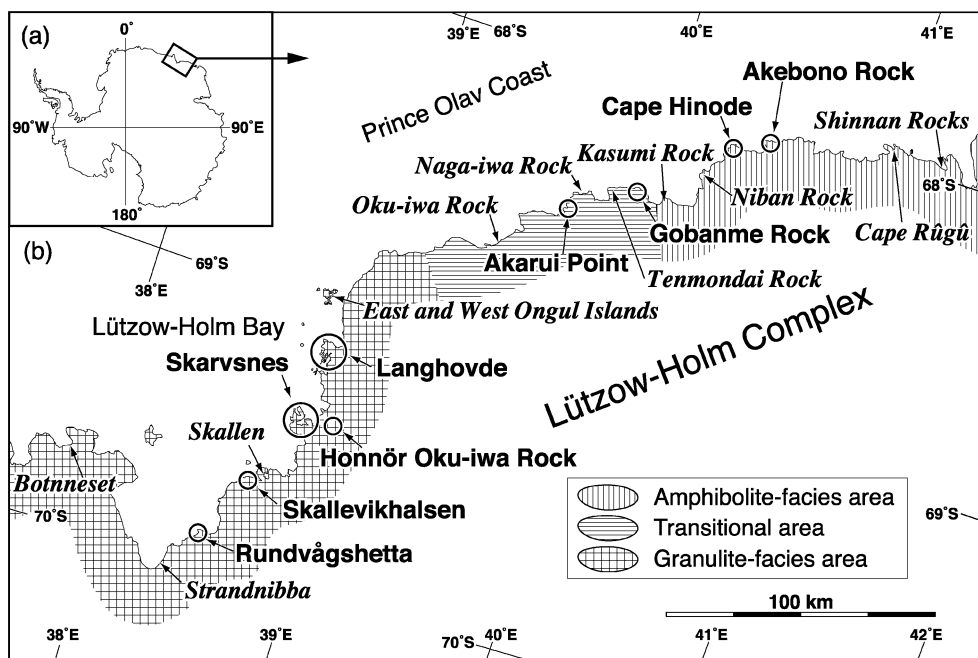 (a)
0°
90°W
90°E
180°
39°E
68°S
40°E
41°E
Prince Olav Coast
Akebono Rock
Cape Hinode
Shinnan Rocks
Naga-iwa Rock
Kasumi Rock
68°S
Oku-iwa Rock
Niban Rock
Gobanme Rock
Cape Rûgû
(b)
69°S
Akarui Point
Tenmondai Rock
38°E
East and West Ongul Islands
Lützow-Holm Complex
Lützow-Holm Bay
Skarvsnes
Langhovde
Skallen
Honnör Oku-iwa Rock
Botnneset
Skallevikhalsen
70°S
69°S
Amphibolite-facies area
Transitional area
Granulite-facies area
Rundvågshetta
Strandnibba
100 km
38°E
39°E
70°S
40°E
41°E
42°E